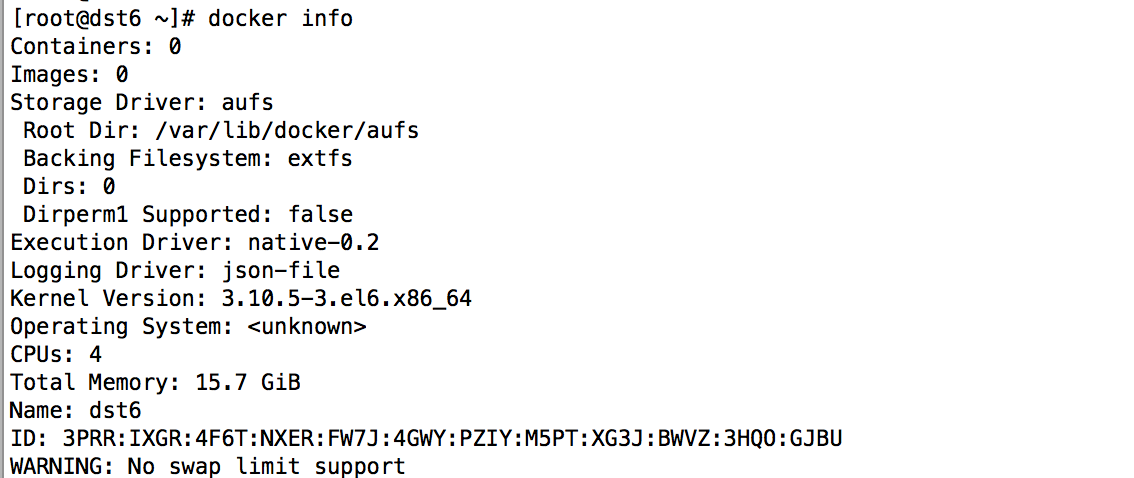 [root@dst6 ~]# docker info
Containers: 0
Images: 0
Storage Driver: aufs
 Root Dir: /var/lib/docker/aufs
 Backing Filesystem: extfs
 Dirs: 0
 Dirperm1 Supported: false
Execution Driver: native-0.2
Logging Driver: json-file
Kernel Version: 3.10.5-3.el6.x86_64
Operating System: <unknown>
CPUs: 4
Total Memory: 15.7 GiB
Name: dst6
ID: 3PRR:IXGR:4F6T:NXER:FW7J:4GWY:PZIY:M5PT:XG3J:BWVZ:3HQO:GJBU
WARNING: No swap limit support